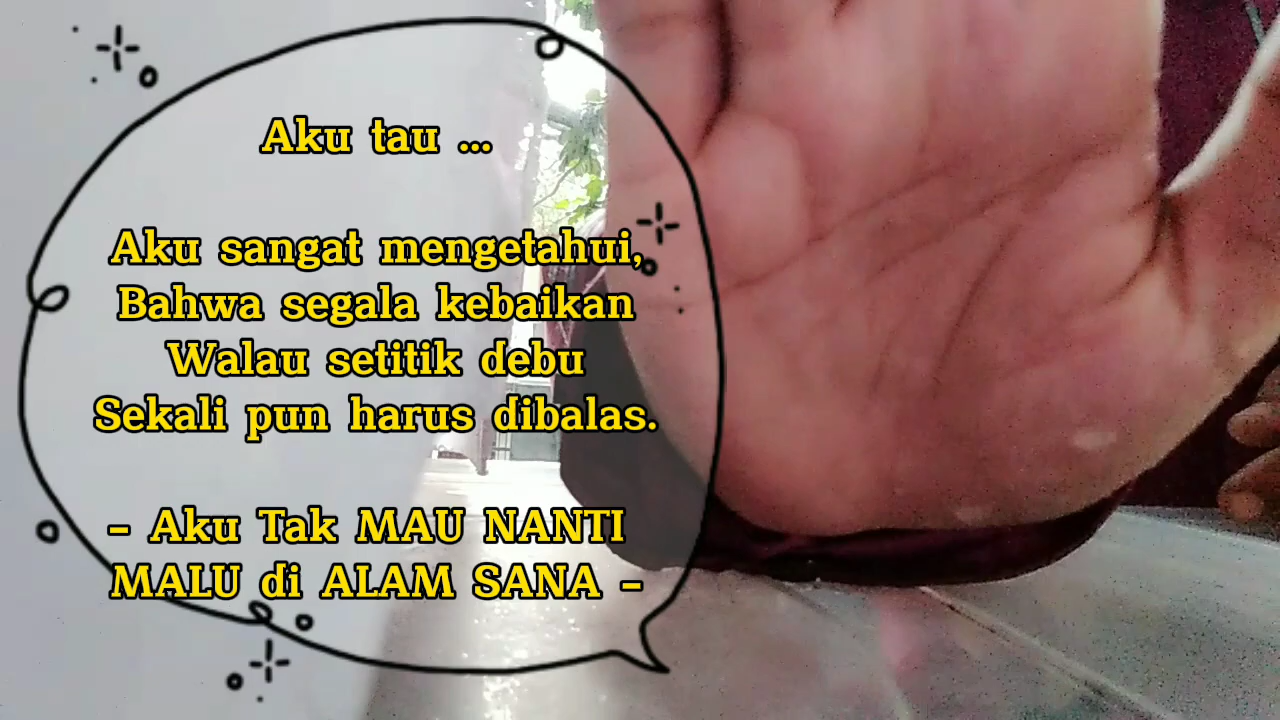 Aku tau ...
Aku sangat mengetahui,
Bahwa segala kebaikan
Walau setitik debu
Sekali pun harus dibalas.
- Aku Tak MAU NANTI
MALU di ALAM SANA -